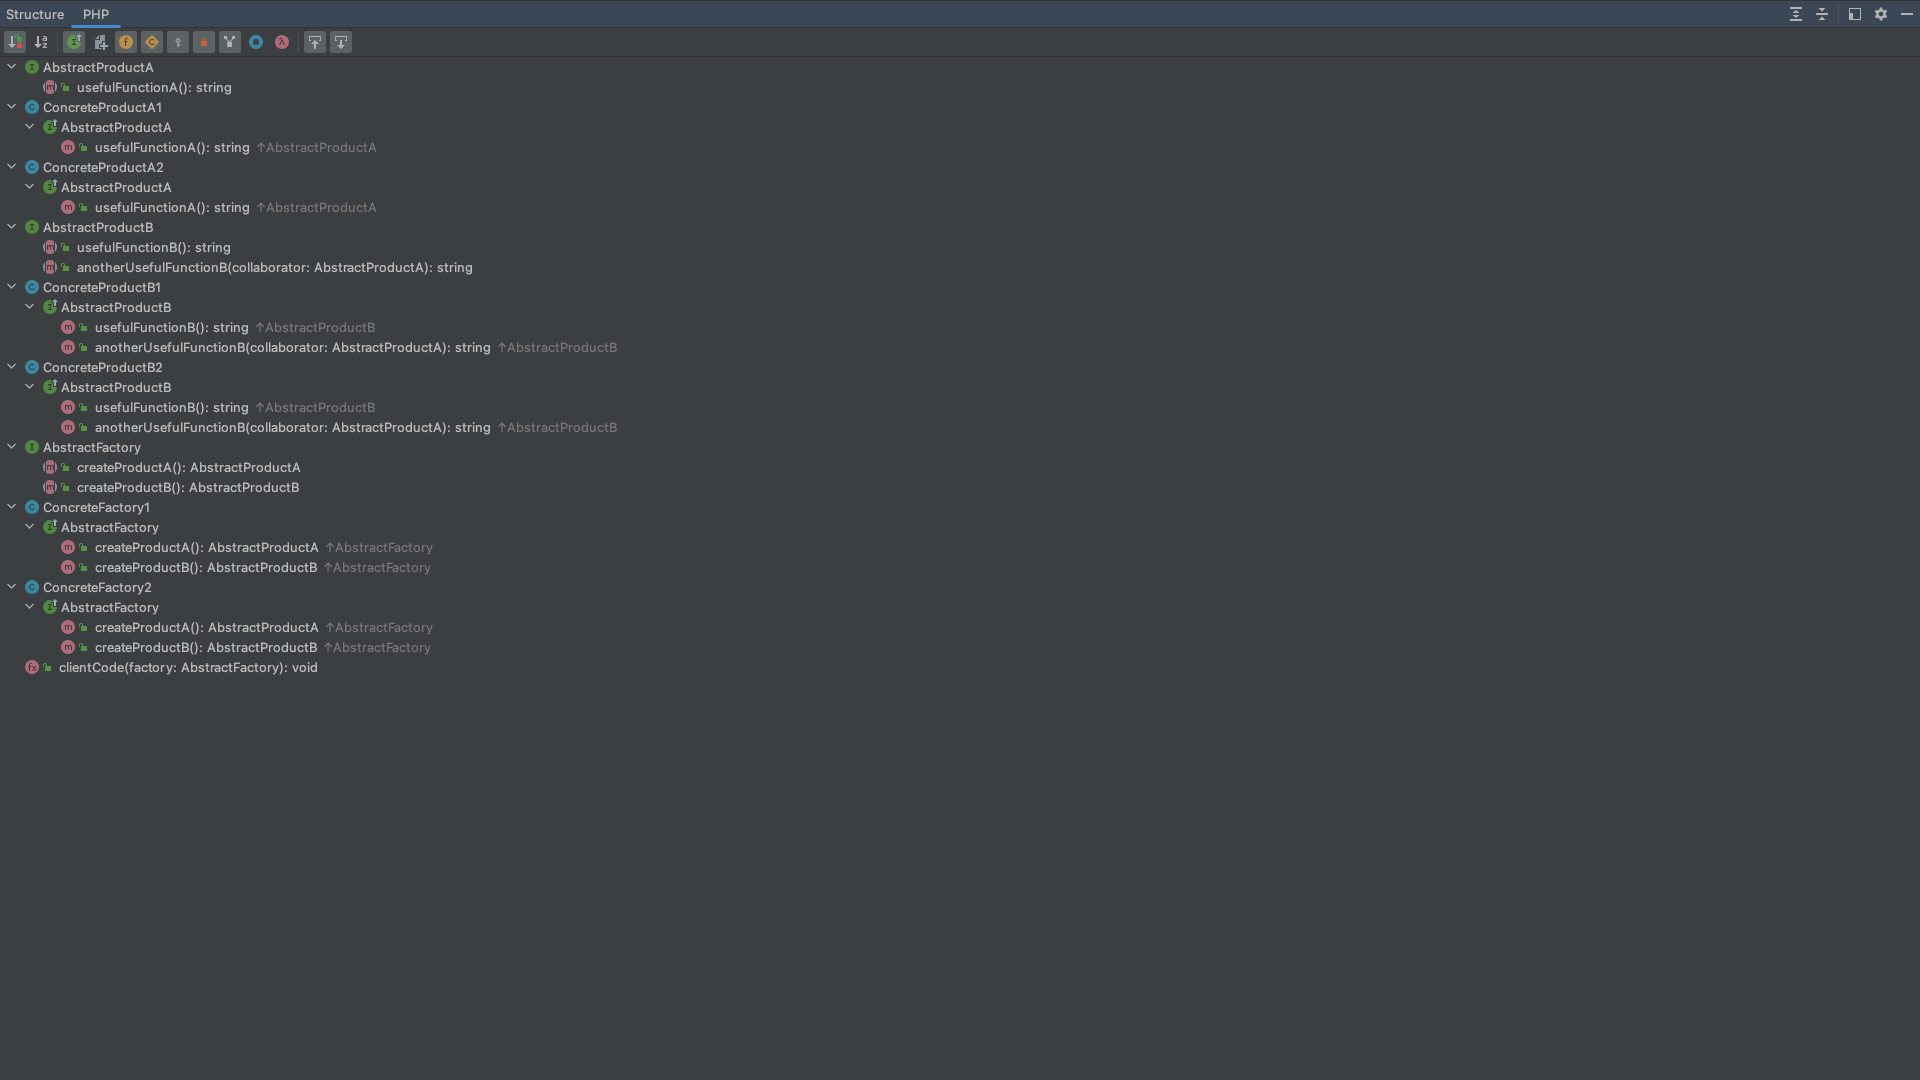 Structure PHP
AbstractProductA
usefulFunctionA(): string
ConcreteProductA1
AbstractProductA
usefulFunctionA(): string ↑AbstractProductA
ConcreteProductA2
AbstractProductA
usefulFunctionA(): string ↑AbstractProductA
AbstractProductB
usefulFunctionB(): string
anotherUsefulFunctionB(collaborator: AbstractProductA): string
ConcreteProductB1
AbstractProductB
usefulFunctionB(): string ↑AbstractProductB
anotherUsefulFunctionB(collaborator: AbstractProductA): string ↑AbstractProductB
ConcreteProductB2
AbstractProductB
usefulFunctionB(): string ↑AbstractProductB
anotherUsefulFunctionB(collaborator: AbstractProductA): string ↑AbstractProductB
AbstractFactory
createProductA(): AbstractProductA
createProductB(): AbstractProductB
ConcreteFactory1
AbstractFactory
createProductA(): AbstractProductA ↑AbstractFactory
createProductB(): AbstractProductB ↑AbstractFactory
ConcreteFactory2
AbstractFactory
createProductA(): AbstractProductA ↑AbstractFactory
createProductB(): AbstractProductB ↑AbstractFactory
clientCode(factory: AbstractFactory): void